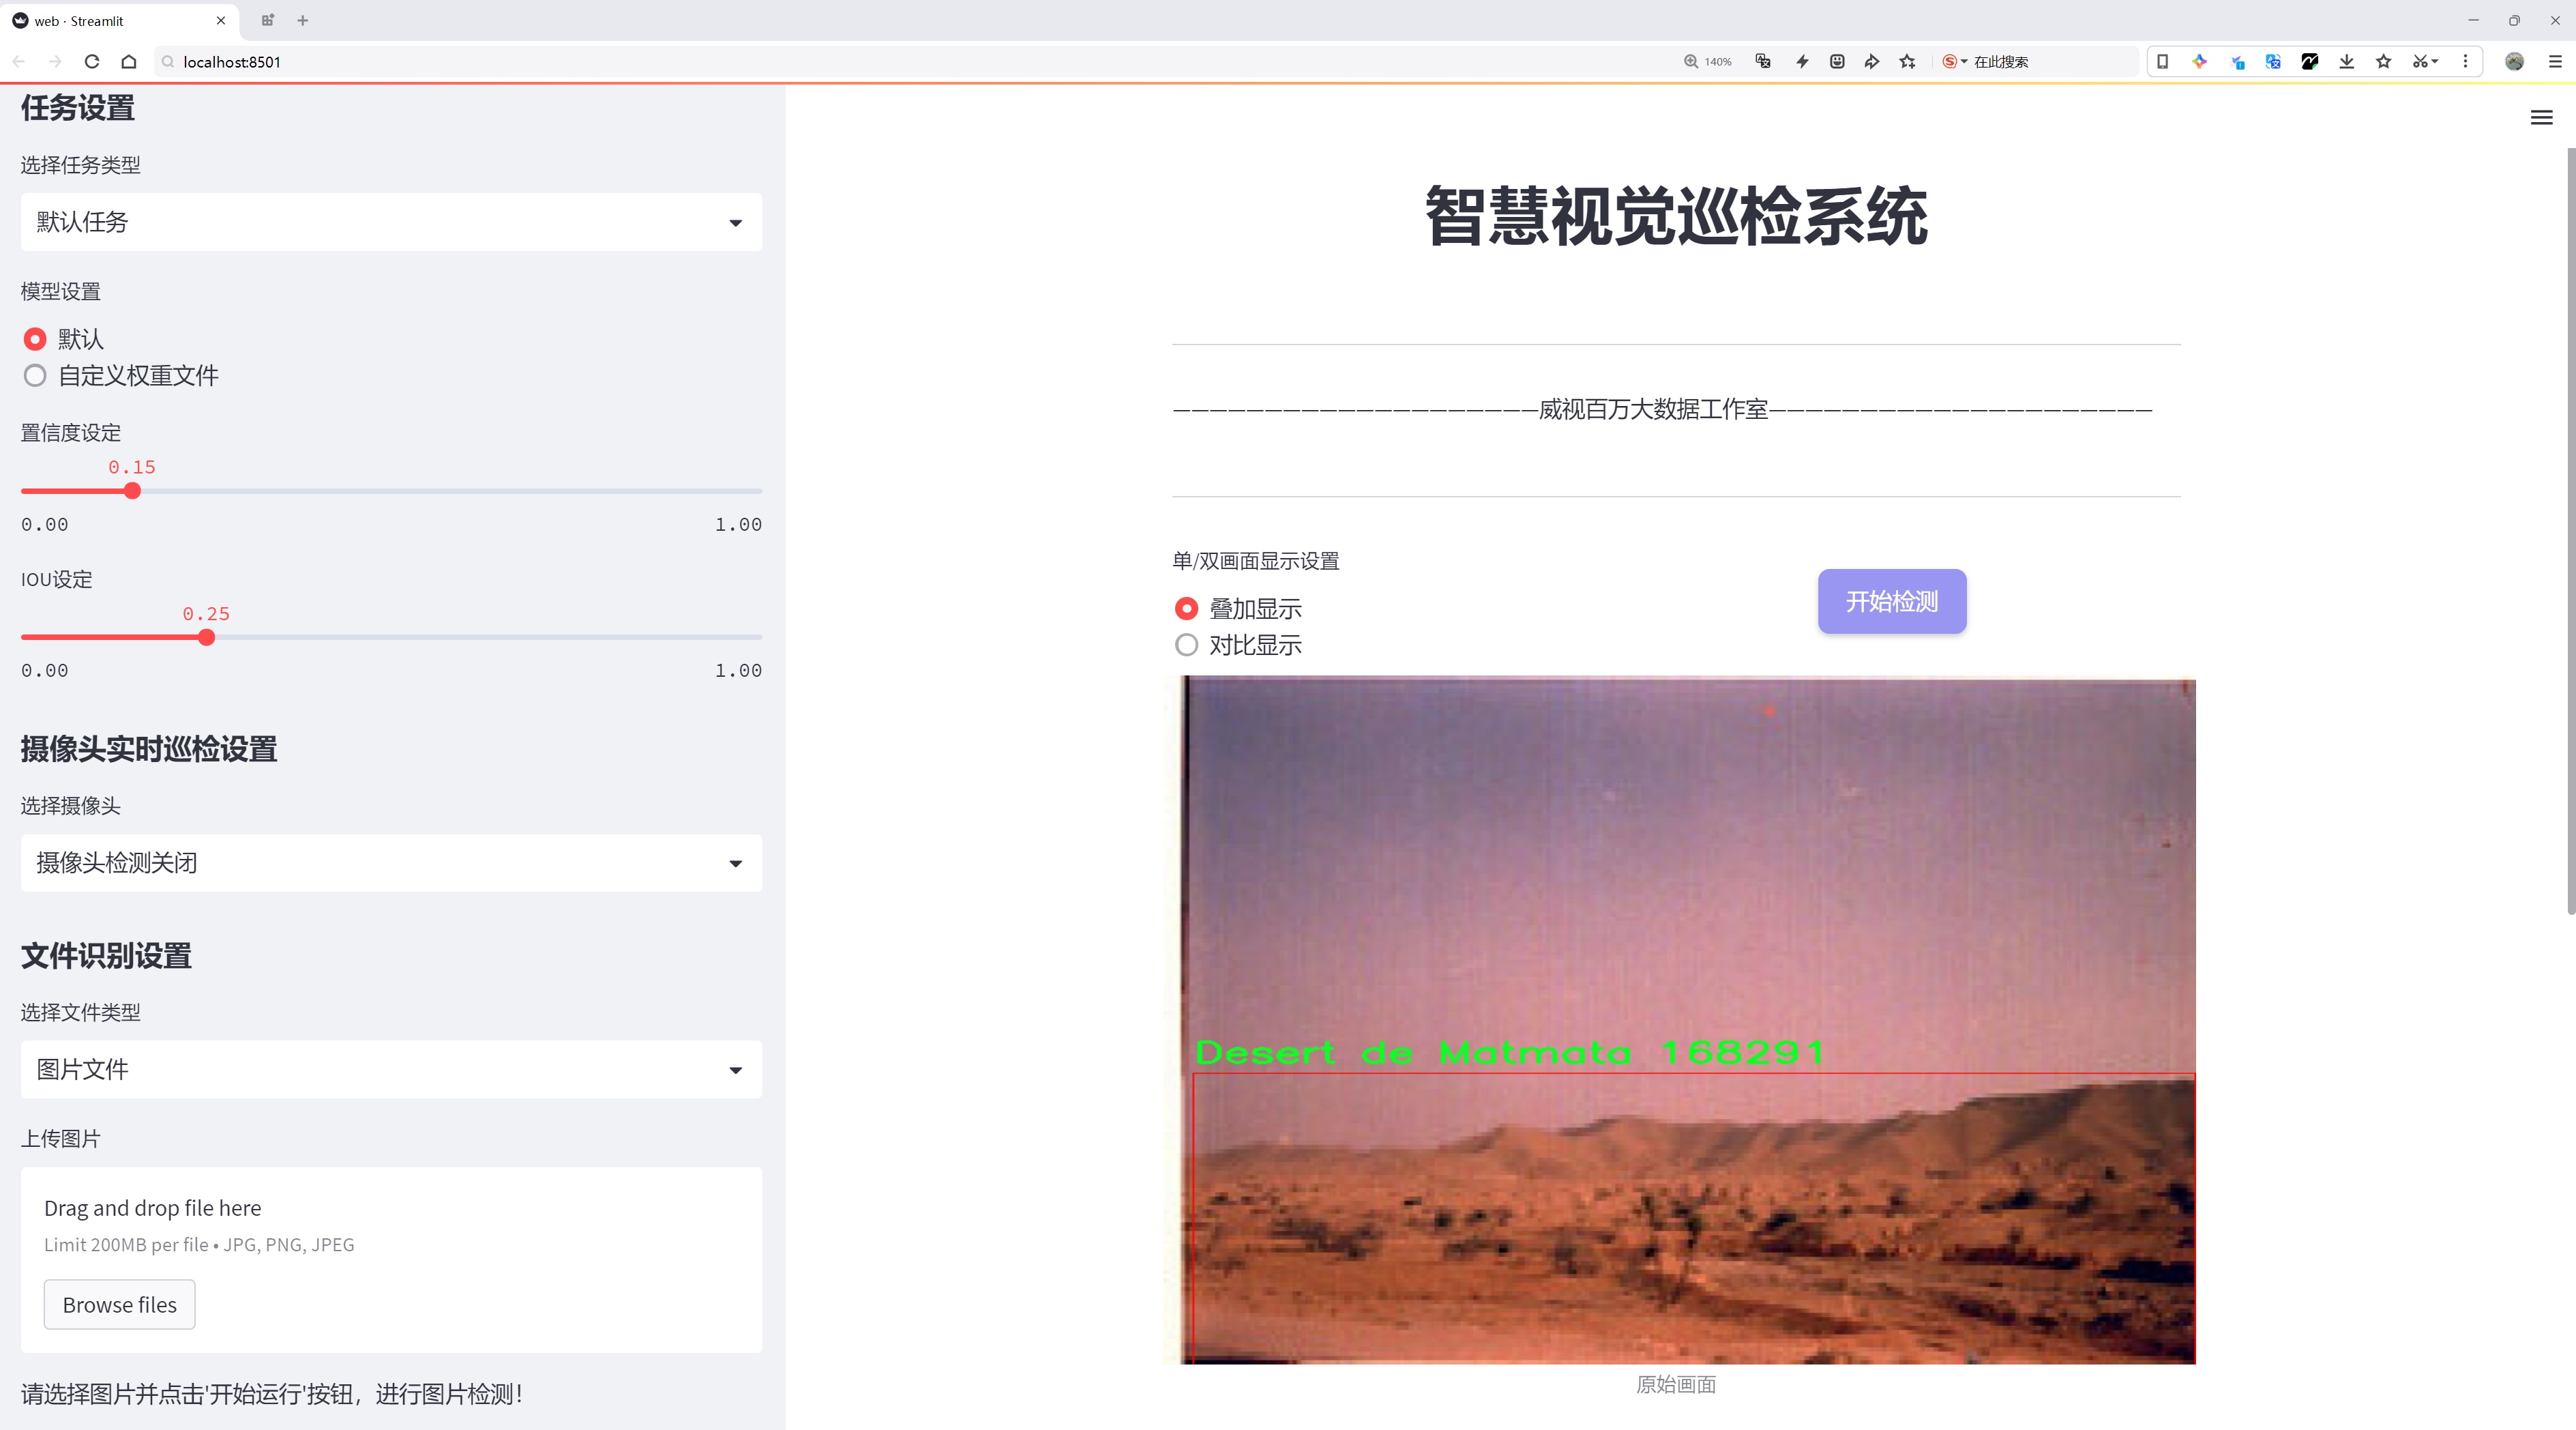 web · Streamlit
localhost:8501
140%
在此搜索
任务设置
选择任务类型
默认任务
模型设置
默认
自定义权重文件
置信度设定
0.15
0.00
1.00
IOU设定
0.25
0.00
1.00
摄像头实时巡检设置
选择摄像头
摄像头检测关闭
文件识别设置
选择文件类型
图片文件
上传图片
Drag and drop file here
Limit 200MB per file • JPG, PNG, JPEG
Browse files
请选择图片并点击'开始运行'按钮，进行图片检测！
智慧视觉巡检系统
————————————————————威视百万大数据工作室—————————————————————
单/双画面显示设置
叠加显示
对比显示
开始检测
Desert de Matmata 168291
原始画面